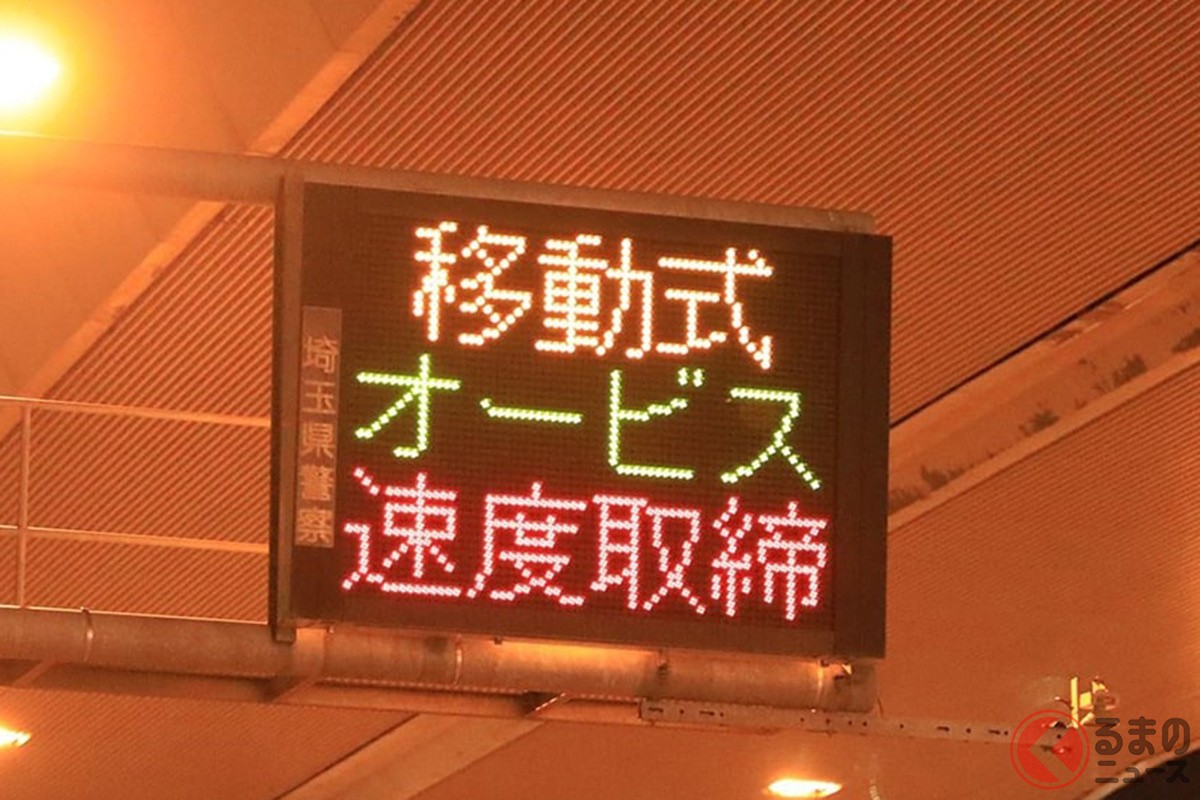 移動式
オービス
速度取締
埼玉県警察
くるまの
ニュース